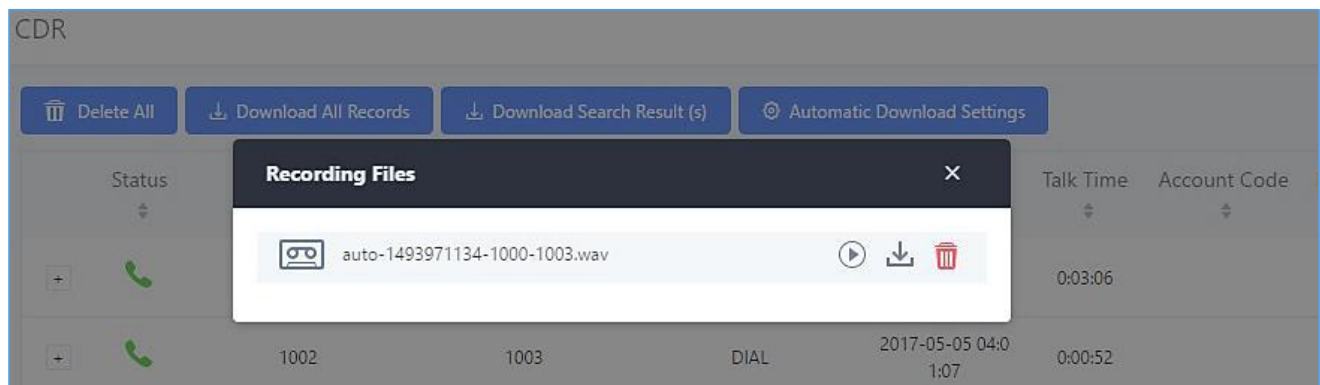 CDR
Delete All
Download All Records
Download Search Result (s)
Automatic Download Settings
Recording Files
Status
Talk Time
Account Code
auto-1493971134-1000-1003.wav
+
0:03:06
+
1002
1003
DIAL
2017-05-05 04:0
1:07
0:00:52